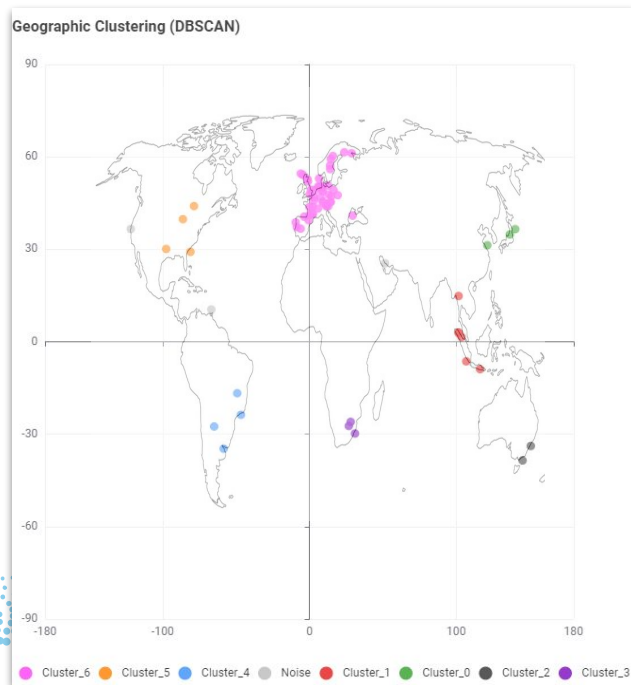 Geographic Clustering (DBSCAN)
90
60
30
0
-30
-60
-90
-180 -100 0 100 180
Cluster_6 Cluster_5 Cluster_4 Noise Cluster_1 Cluster_0 Cluster_2 Cluster_3